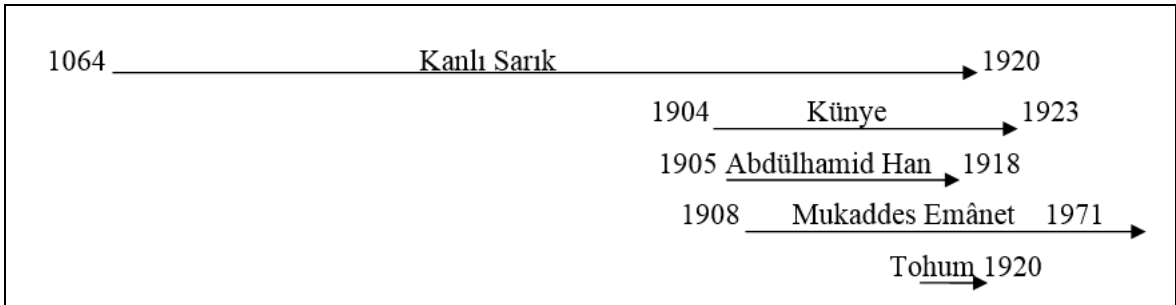 1064 Kanlı Sarık 1920
1904 Künye 1923
1905 Abdülhamid Han 1918
1908 Mukaddes Emânet 1971
Tohum 1920